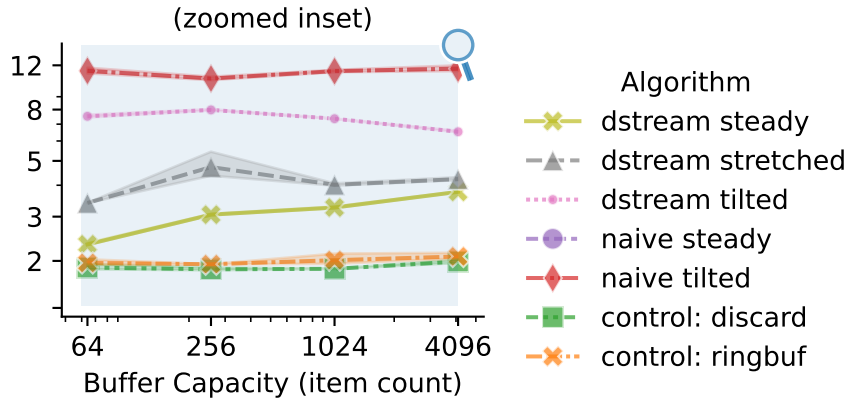 (zoomed inset)
12
8
5
3
2
64 256 1024 4096
Buffer Capacity (item count)
Algorithm
dstream steady
dstream stretched
dstream tilted
naive steady
naive tilted
control: discard
control: ringbuf